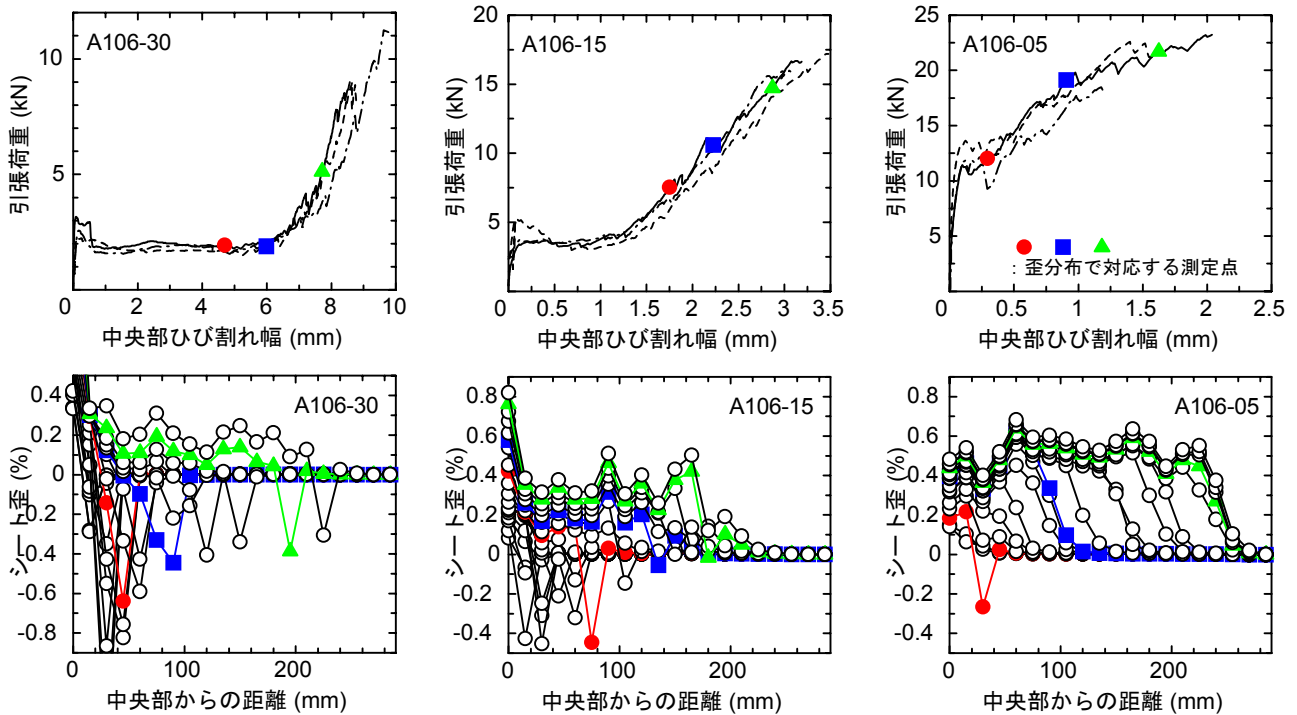 A106-30
引張荷重 (kN)
10
5
0 2 4 6 8 10
中央部ひび割れ幅 (mm)
A106-15
引張荷重 (kN)
20
15
10
5
0
0 0.5 1 1.5 2 2.5 3 3.5
中央部ひび割れ幅 (mm)
A106-05
引張荷重 (kN)
25
20
15
10
5
: 歪分布で対応する測定点
0 0.5 1 1.5 2 2.5
中央部ひび割れ幅 (mm)
A106-30
シート歪 (%)
0.4
0.2
0
0.2
0.4
-0.6
-0.8
0 100 200
中央部からの距離 (mm)
A106-15
シート歪 (%)
0.8
0.6
0.4
0.2
0
-0.2
-0.4
0 100 200
中央部からの距離 (mm)
A106-05
シート歪 (%)
0.8
0.6
0.4
0.2
0
-0.2
-0.4
0 100 200
中央部からの距離 (mm)